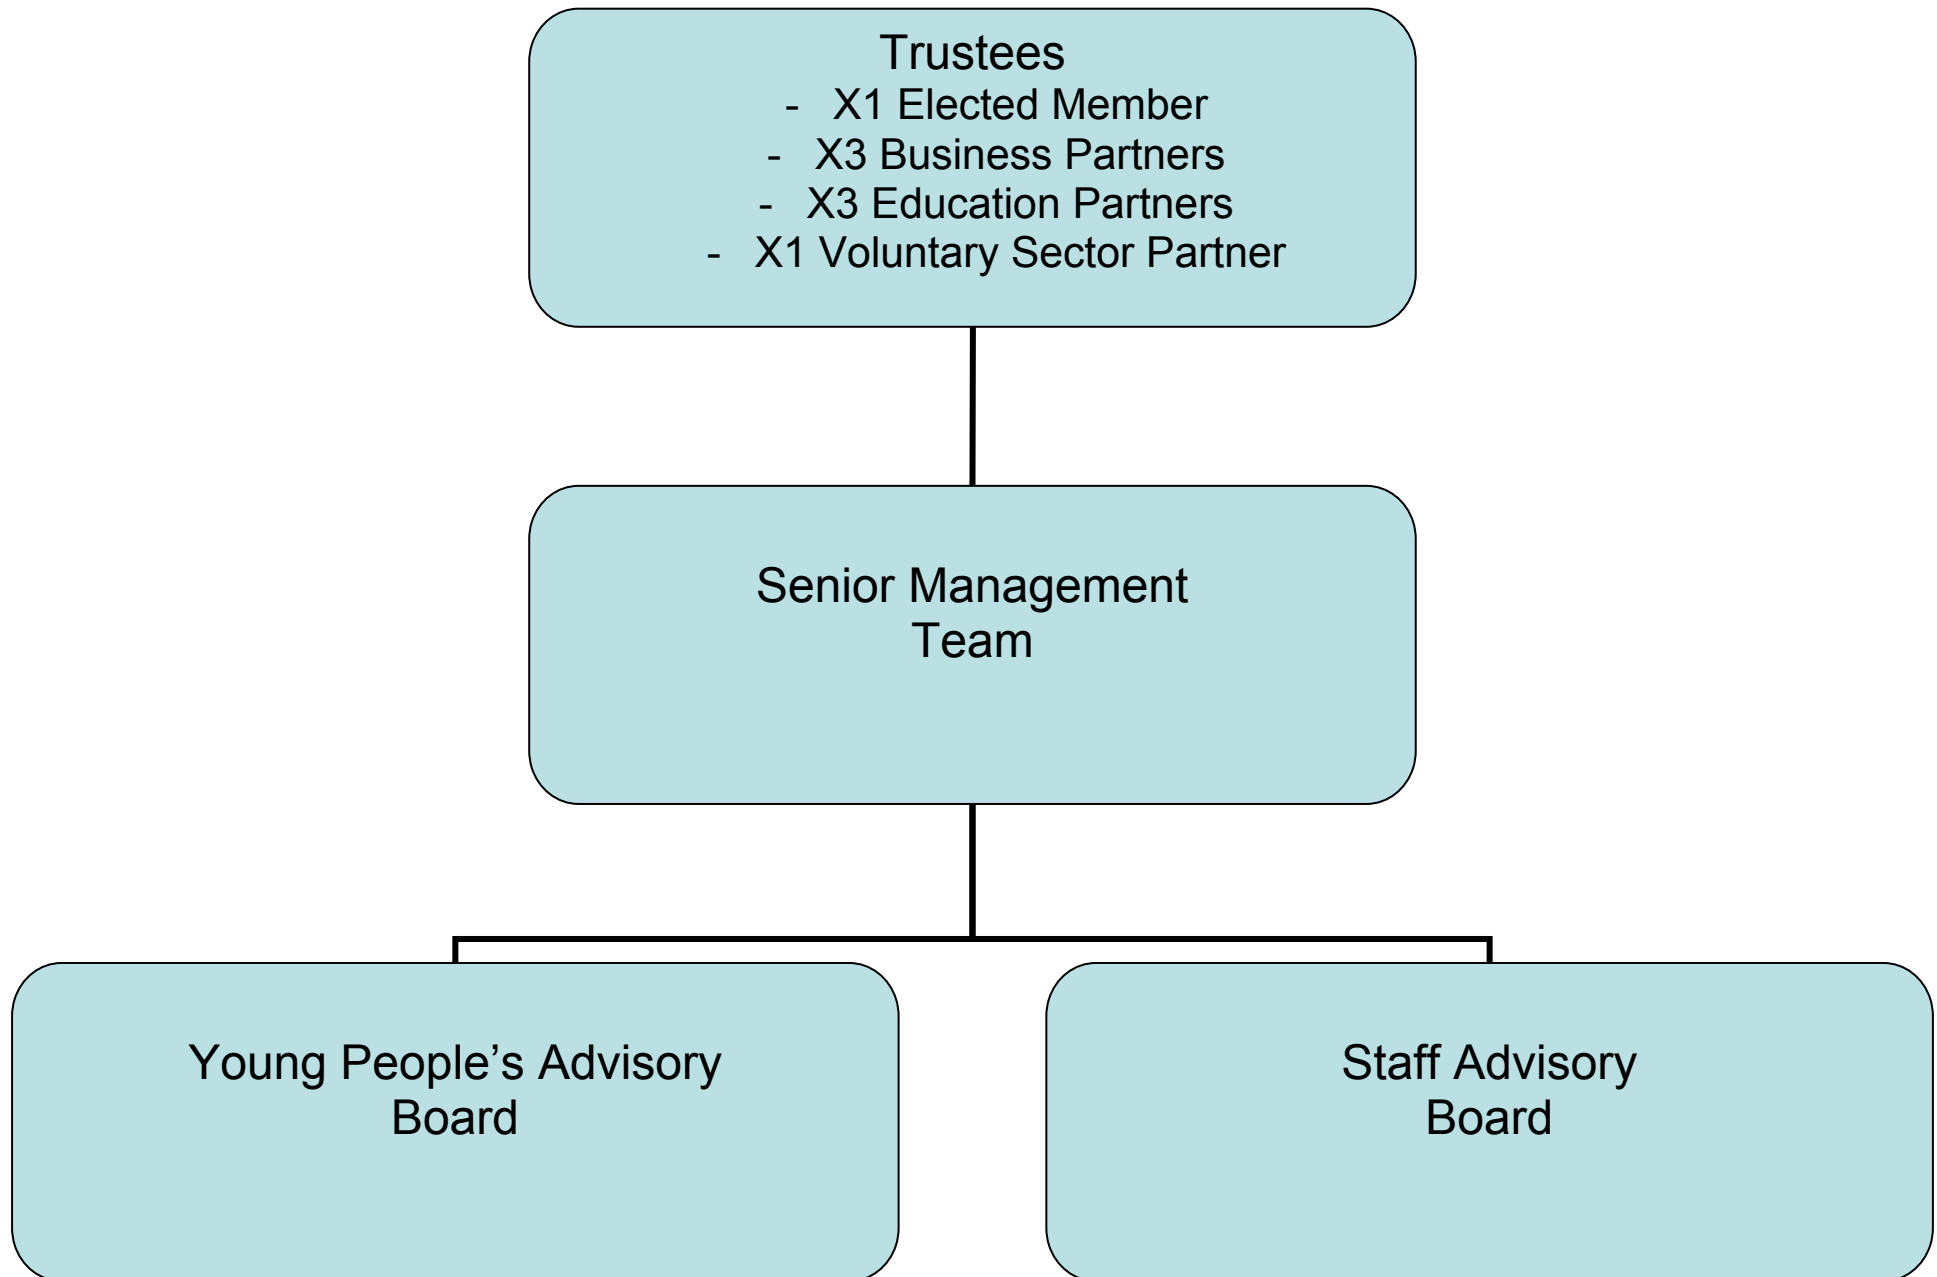 Trustees
- X1 Elected Member
- X3 Business Partners
- X3 Education Partners
- X1 Voluntary Sector Partner
Senior Management
Team
Young People’s Advisory
Board
Staff Advisory
Board